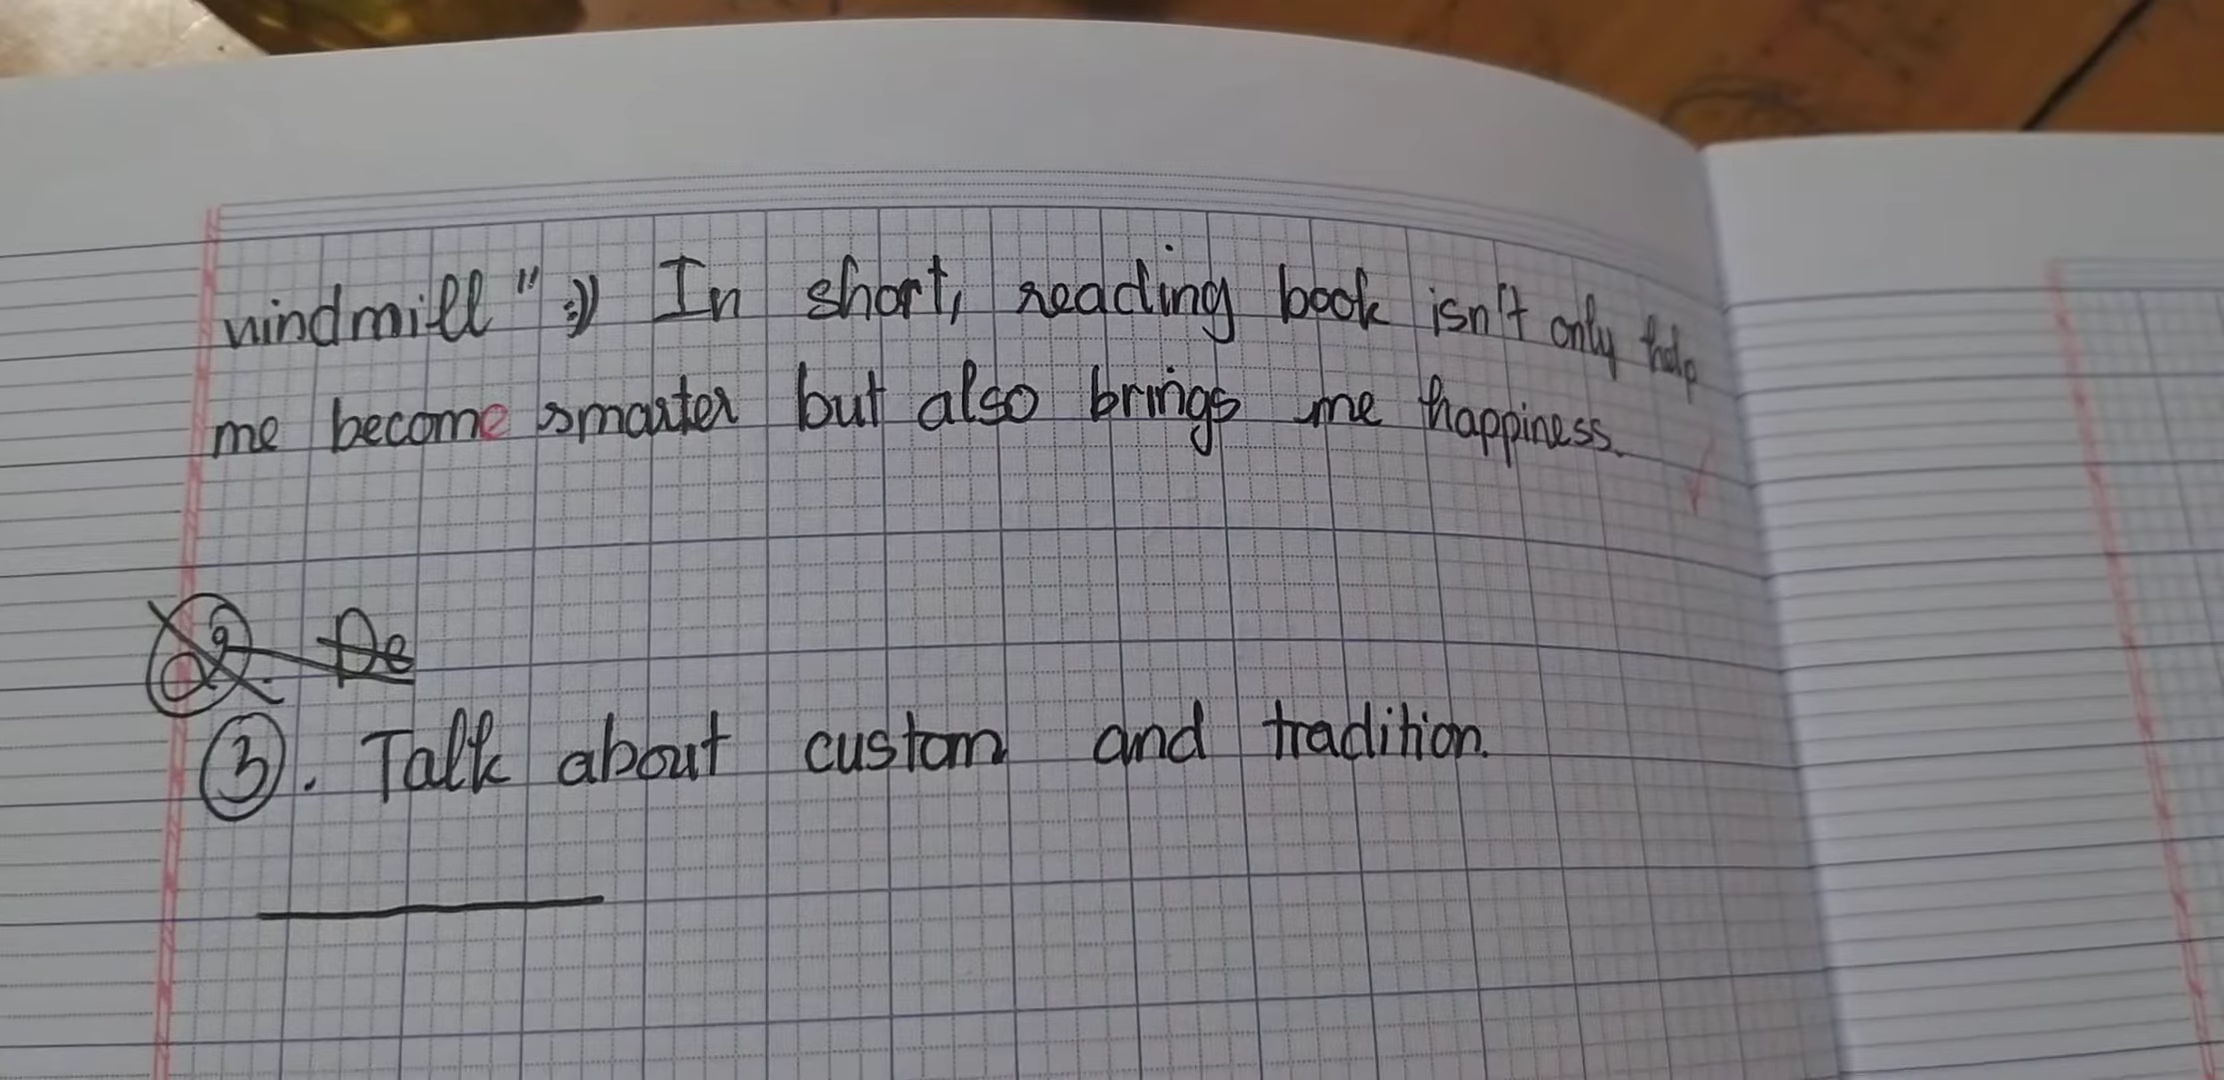 windmill" :)) In short, reading book isn't only help
me become smarter but also brings me happiness.
2. De
3. Talk about custom and tradition.